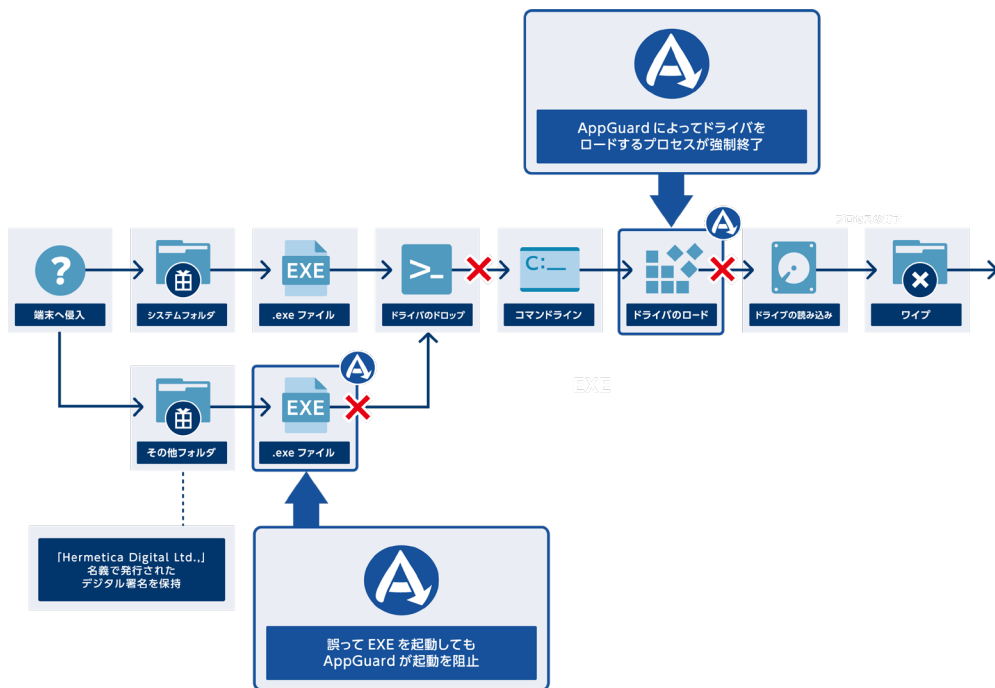 AppGuard によってドライバを
ロードするプロセスが強制終了
?
EXE
>_
C:__
端末へ侵入
システムフォルダ
.exe ファイル
ドライバのドロップ
コマンドライン
ドライバのロード
ドライブの読み込み
ワイプ
EXE
EXE
その他フォルダ
.exe ファイル
「Hermetica Digital Ltd.,」
名義で発行された
デジタル署名を保持
誤って EXE を起動しても
AppGuard が起動を阻止